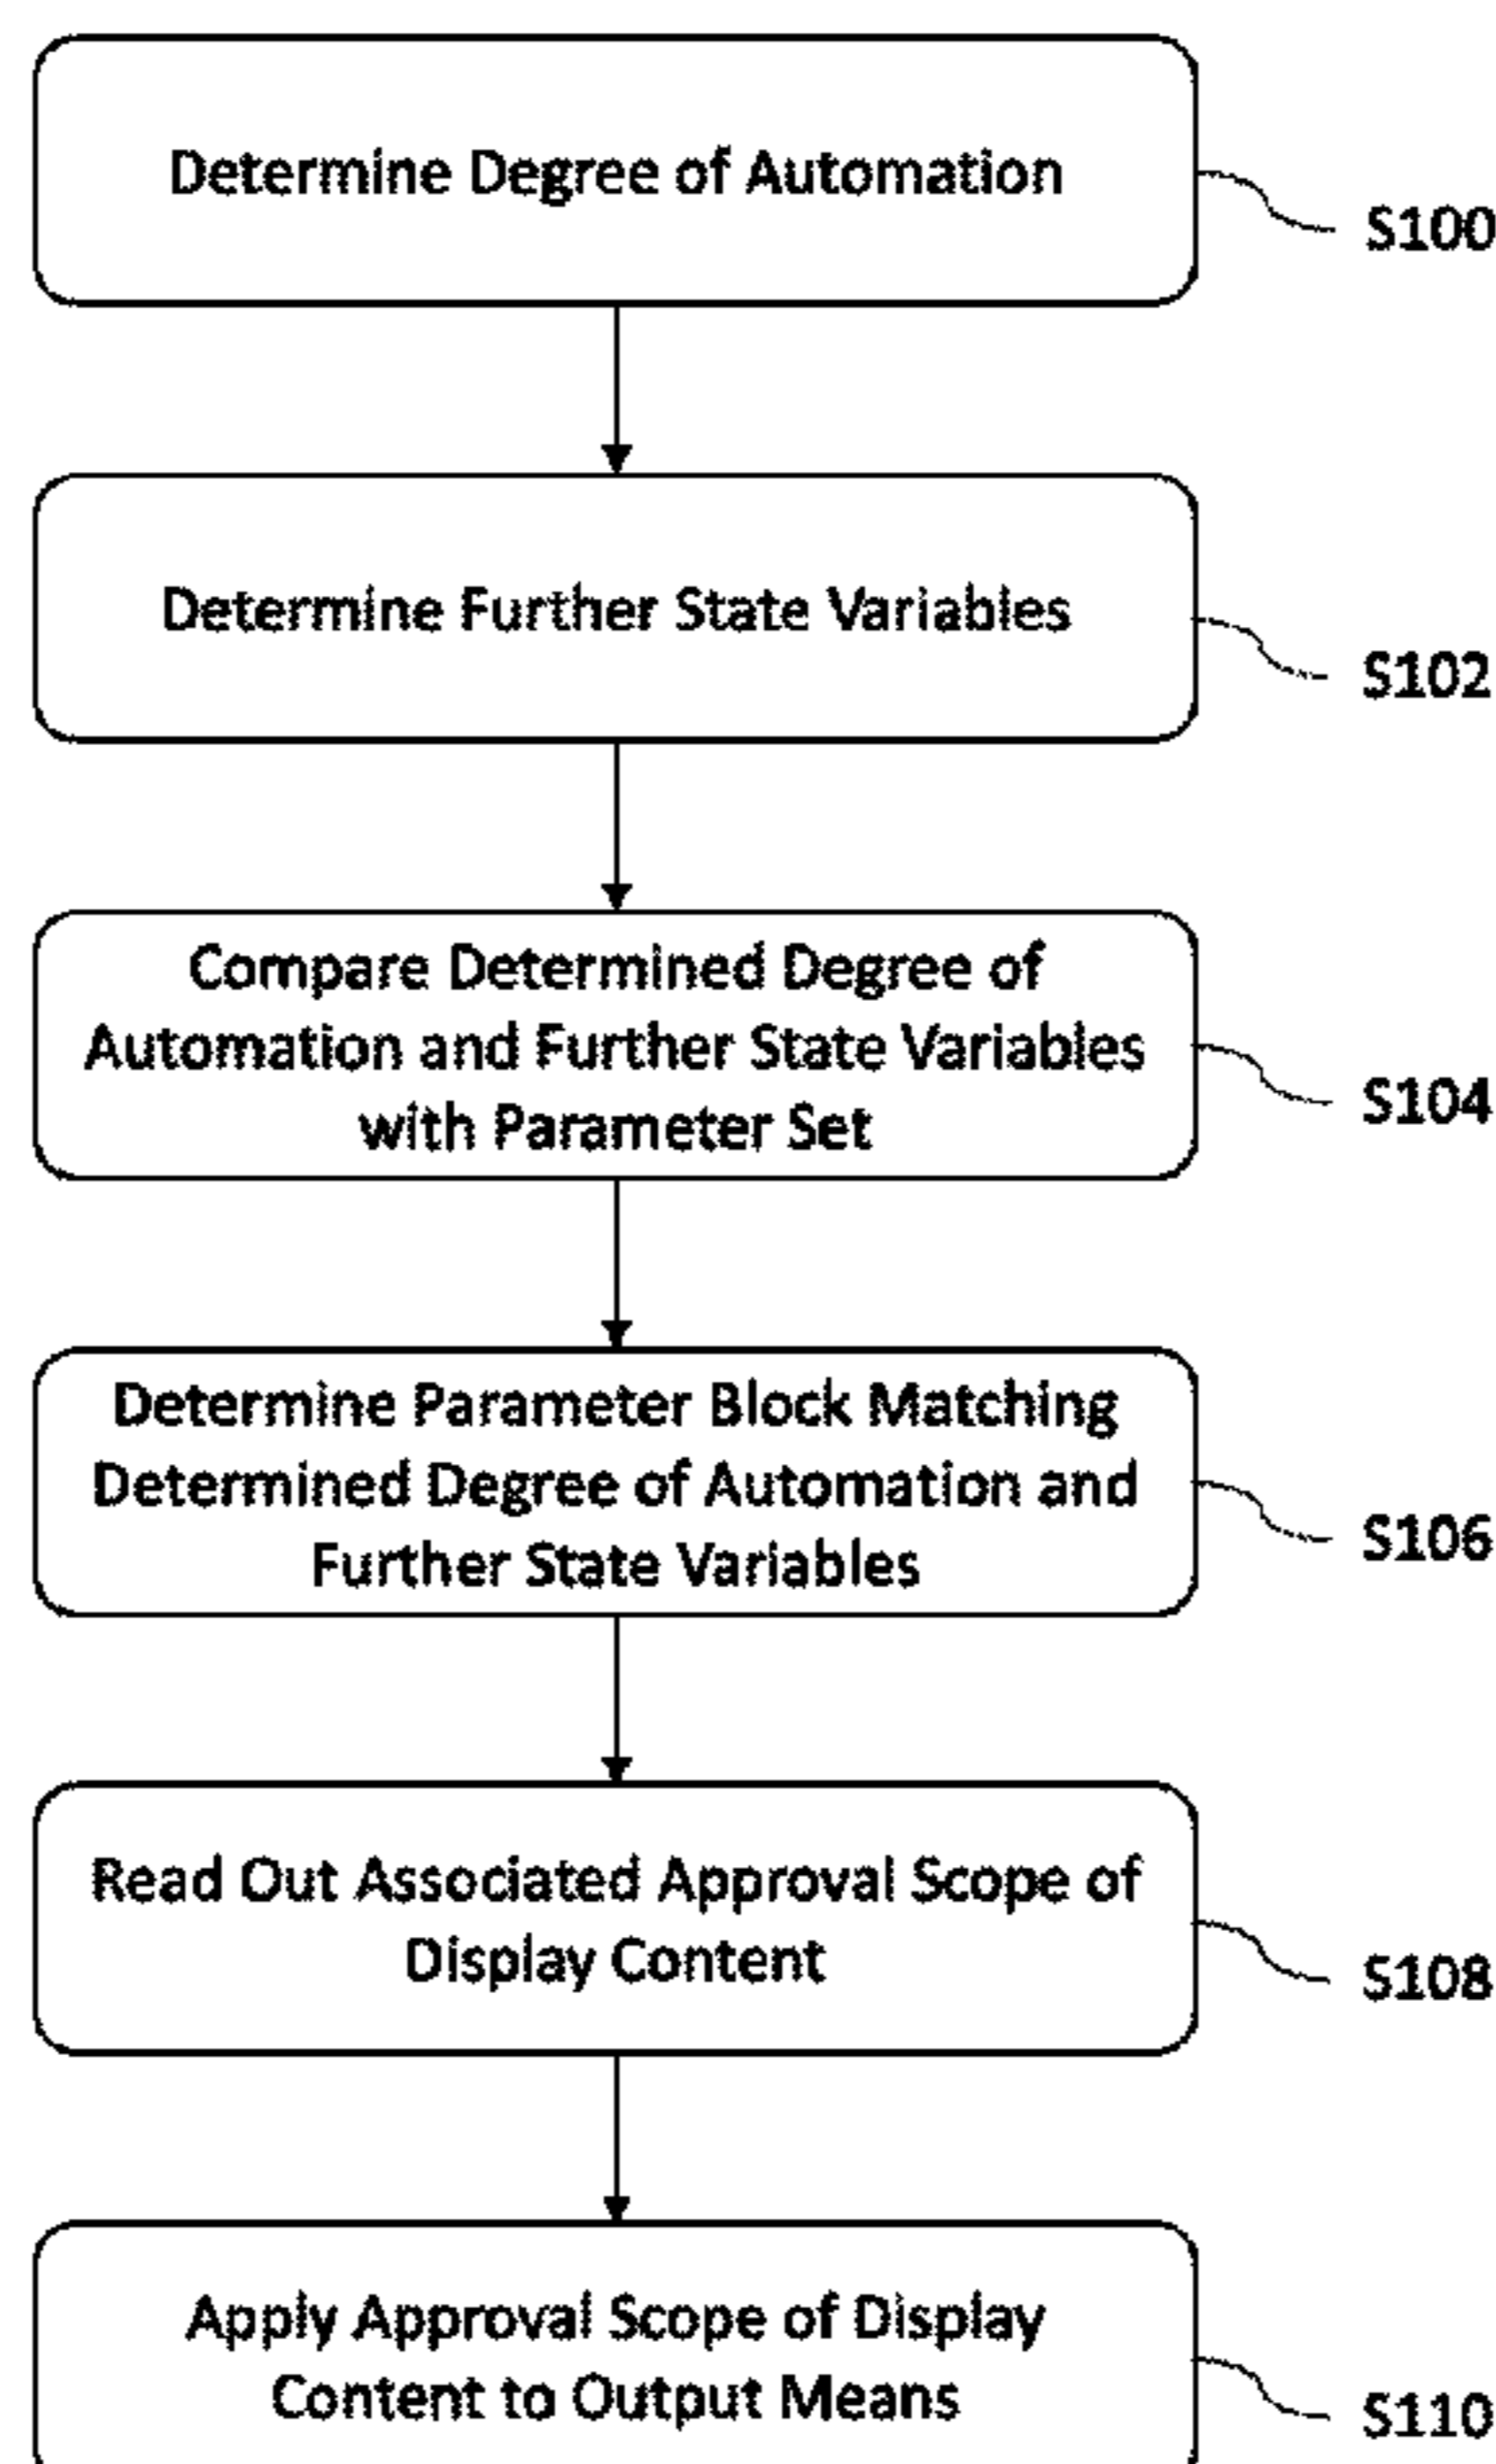 Determine Degree of Automation
S100
Determine Further State Variables
S102
Compare Determined Degree of
Automation and Further State Variables
with Parameter Set
S104
Determine Parameter Block Matching
Determined Degree of Automation and
Further State Variables
S106
Read Out Associated Approval Scope of
Display Content
S108
Apply Approval Scope of Display
Content to Output Means
S110